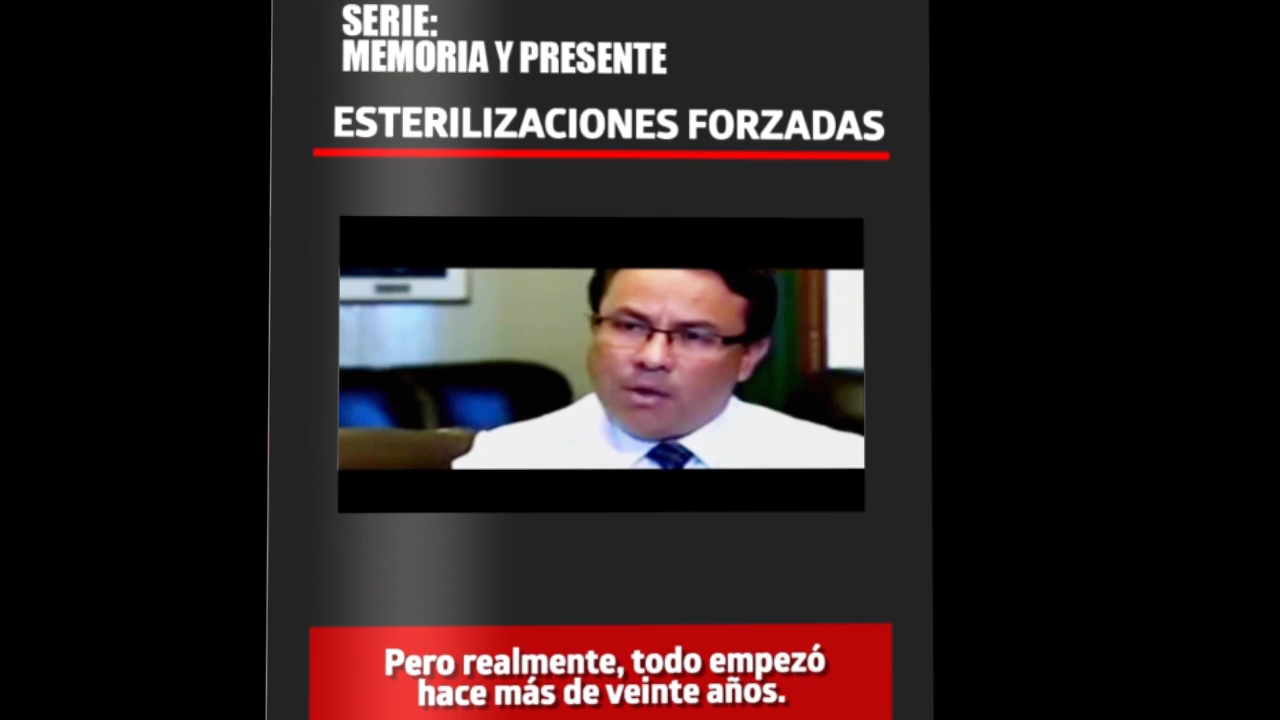 SERIE:
MEMORIA Y PRESENTE
ESTERILIZACIONES FORZADAS
Pero realmente, todo empezó
hace más de veinte años.